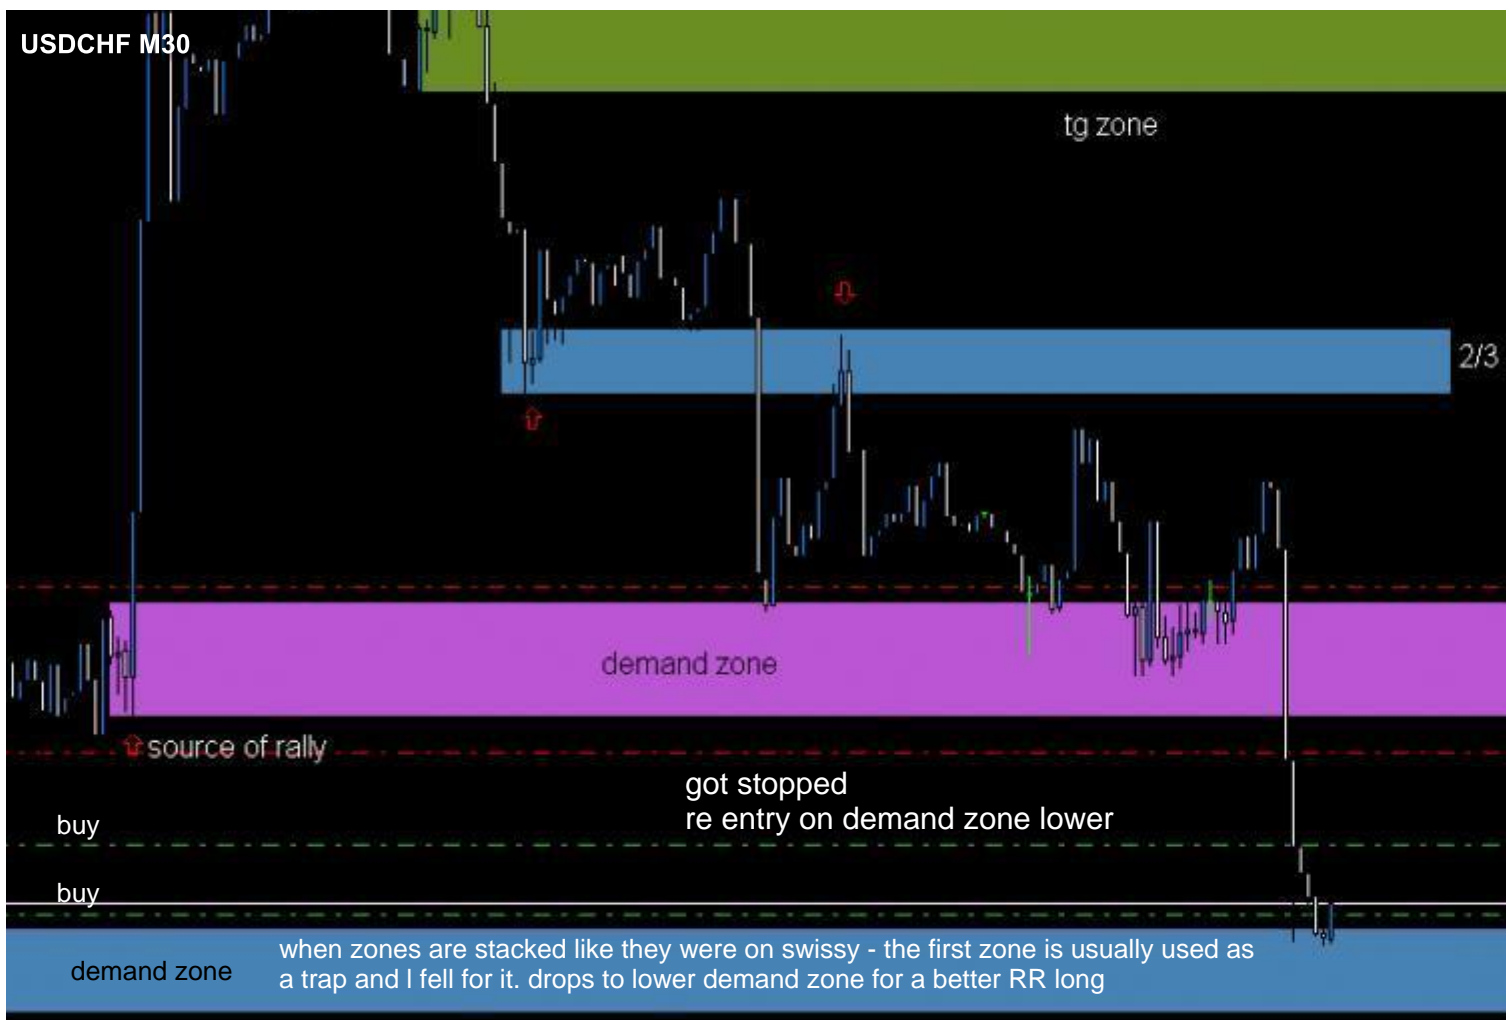 USDCHF M30
tg zone
2/3
demand zone
source of rally
got stopped
re entry on demand zone lower
buy
buy
demand zone
when zones are stacked like they were on swissy - the first zone is usually used as
a trap and I fell for it. drops to lower demand zone for a better RR long